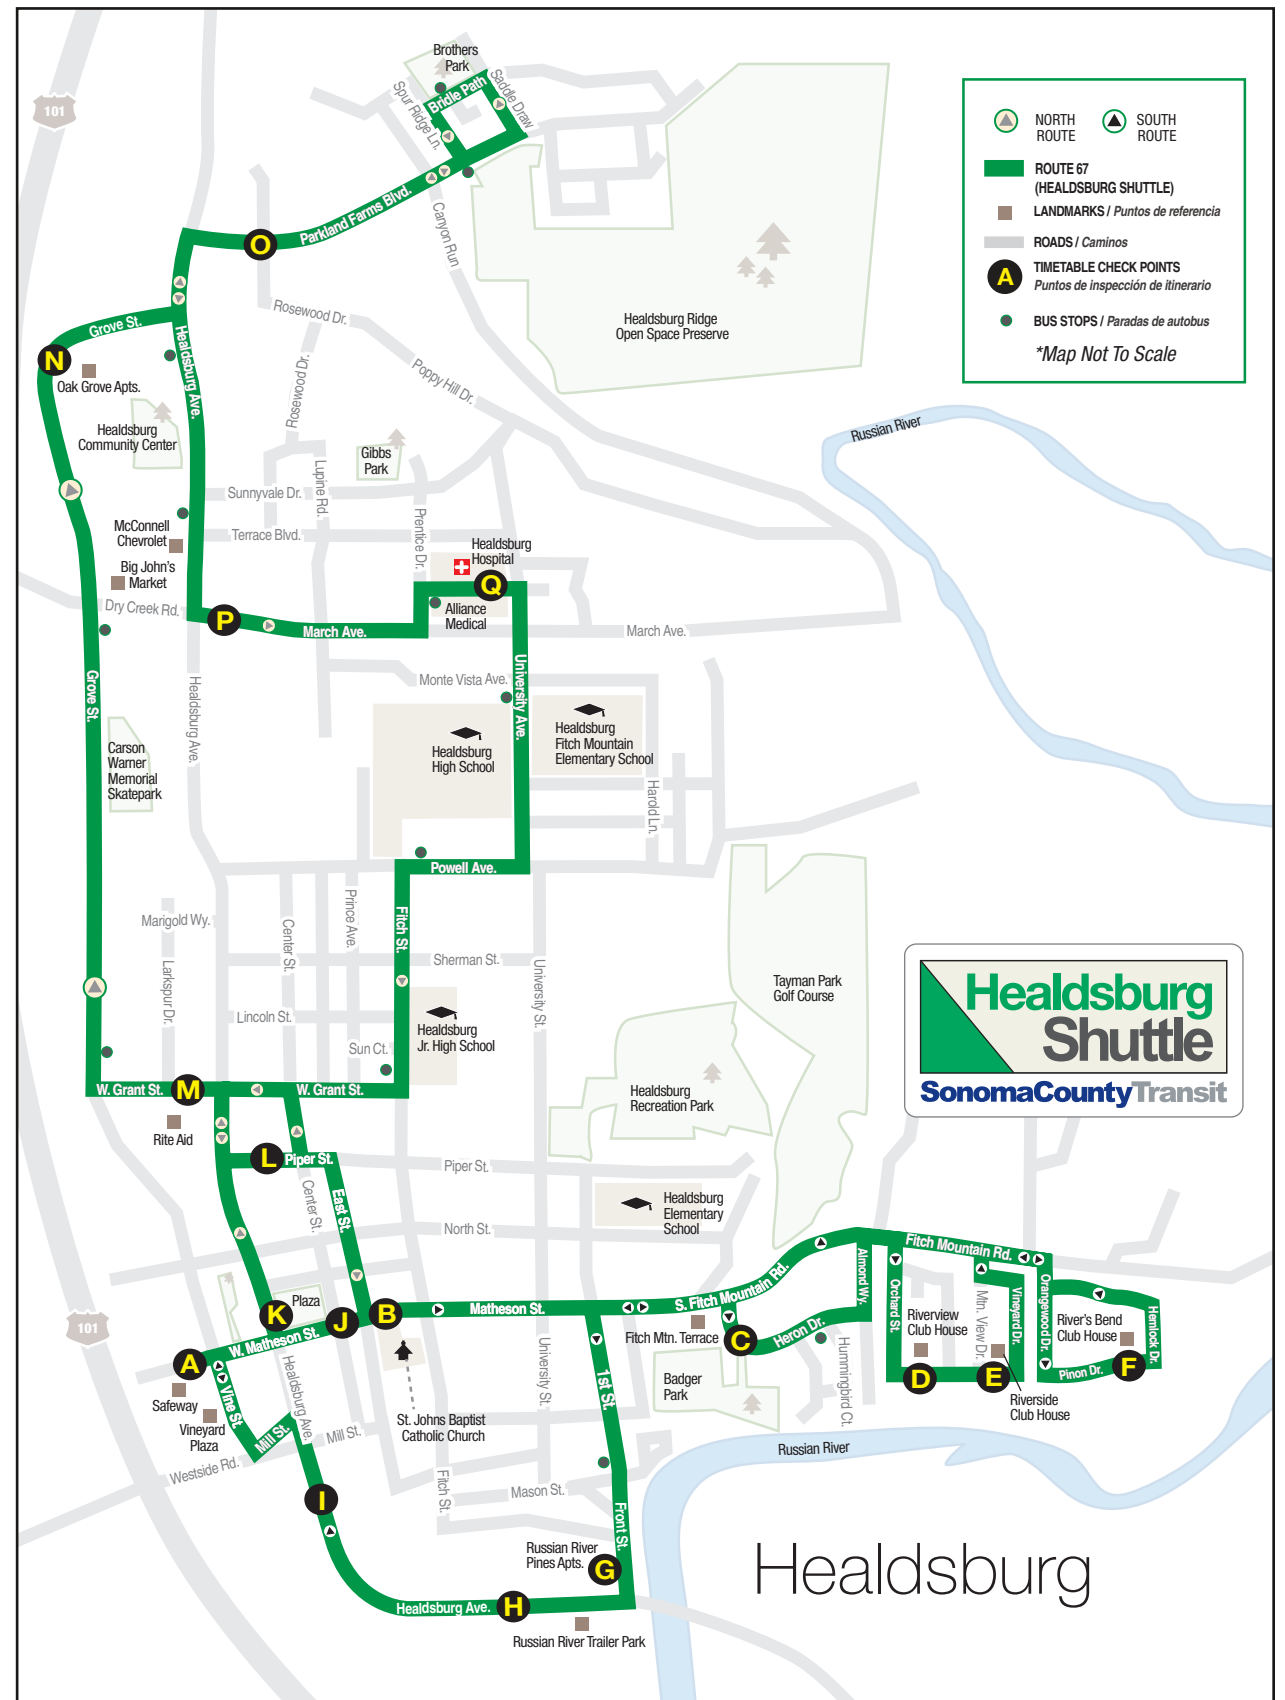 Brothers
Park
Bridle Path
Saddle Draw
Spur Ridge Ln.
101
Parkland Farms Blvd.
O
Canyon Run
Rosewood Dr.
Grove St.
N
Oak Grove Apts.
Healdsburg Ave.
Rosewood Dr.
Poppy Hill Dr.
Healdsburg Ridge
Open Space Preserve
NORTH
ROUTE
SOUTH
ROUTE
ROUTE 67
(HEALDSBURG SHUTTLE)
LANDMARKS / Puntos de referencia
ROADS / Caminos
A
TIMETABLE CHECK POINTS
Puntos de inspección de itinerario
BUS STOPS / Paradas de autobus
*Map Not To Scale
Russian River
Healdsburg
Community Center
Gibbs
Park
Sunnyvale Dr.
Lupine Rd.
Terrace Blvd.
Prentice Dr.
McConnell
Chevrolet
Big John's
Market
Dry Creek Rd.
P
March Ave.
Healdsburg
Hospital
Q
Alliance
Medical
March Ave.
Monte Vista Ave.
University Ave.
Grove St.
Healdsburg Ave.
Carson
Warner
Memorial
Skatepark
Healdsburg
High School
Healdsburg
Fitch Mountain
Elementary School
Harold Ln.
Powell Ave.
Marigold Wy.
Larkspur Dr.
Center St.
Prince Ave.
Fitch St.
Sherman St.
University St.
Lincoln St.
Sun Ct.
Healdsburg
Jr. High School
Tayman Park
Golf Course
Healdsburg
Shuttle
SonomaCountyTransit
W. Grant St.
M
W. Grant St.
Rite Aid
Healdsburg
Recreation Park
L
Piper St.
Piper St.
Center St.
East St.
North St.
Healdsburg
Elementary
School
K
Plaza
J
B
Matheson St.
S. Fitch Mountain Rd.
Almond Wy.
Fitch Mountain Rd.
Orchard St.
Mtn. View Dr.
Vineyard Dr.
Orangewood Dr.
Hemlock Dr.
River's Bend
Club House
Riverview
Club House
Pinon Dr.
F
D
E
Riverside
Club House
C
Heron Dr.
Hummingbird Ct.
Fitch Mtn. Terrace
Badger
Park
101
A
W. Matheson St.
Safeway
Vineyard
Plaza
Vine St.
Mill St.
Healdsburg Ave.
Mill St.
Westside Rd.
St. Johns Baptist
Catholic Church
University St.
1st St.
Fitch St.
Mason St.
Russian River
I
Front St.
Russian River
Pines Apts.
G
Healdsburg Ave.
H
Russian River Trailer Park
Healdsburg